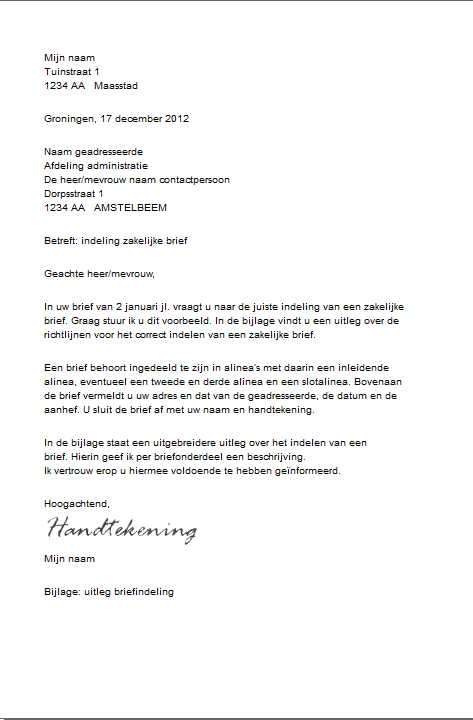 Mijn naam
Tuinstraat 1
1234 AA   Maasstad
Groningen, 17 december 2012
Naam geadresseerde
Afdeling administratie
De heer/mevrouw naam contactpersoon
Dorpsstraat 1
1234 AA   AMSTELBEEM
Betreft: indeling zakelijke brief
Geachte heer/mevrouw,
In uw brief van 2 januari jl. vraagt u naar de juiste indeling van een zakelijke
brief. Graag stuur ik u dit voorbeeld. In de bijlage vindt u een uitleg over de
richtlijnen voor het correct indelen van een zakelijke brief.
Een brief behoort ingedeeld te zijn in alinea's met daarin een inleidende
alinea, eventueel een tweede en derde alinea en een slotalinea. Bovenaan
de brief vermeldt u uw adres en dat van de geadresseerde, de datum en de
aanhef. U sluit de brief af met uw naam en handtekening.
In de bijlage staat een uitgebreidere uitleg over het indelen van een
brief. Hierin geef ik per briefonderdeel een beschrijving.
Ik vertrouw erop u hiermee voldoende te hebben geïnformeerd.
Hoogachtend,
Handtekening
Mijn naam
Bijlage: uitleg briefindeling